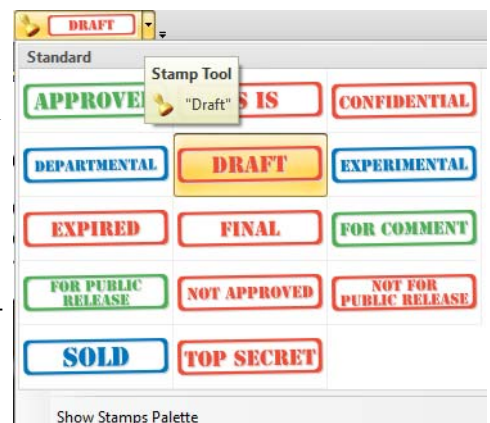 DRAFT
Standard
Stamp Tool
"Draft"
APPROVE
S IS
CONFIDENTIAL
DEPARTMENTAL
DRAFT
EXPERIMENTAL
EXPIRED
FINAL
FOR COMMENT
FOR PUBLIC
RELEASE
NOT APPROVED
NOT FOR
PUBLIC RELEASE
SOLD
TOP SECRET
Show Stamps Palette